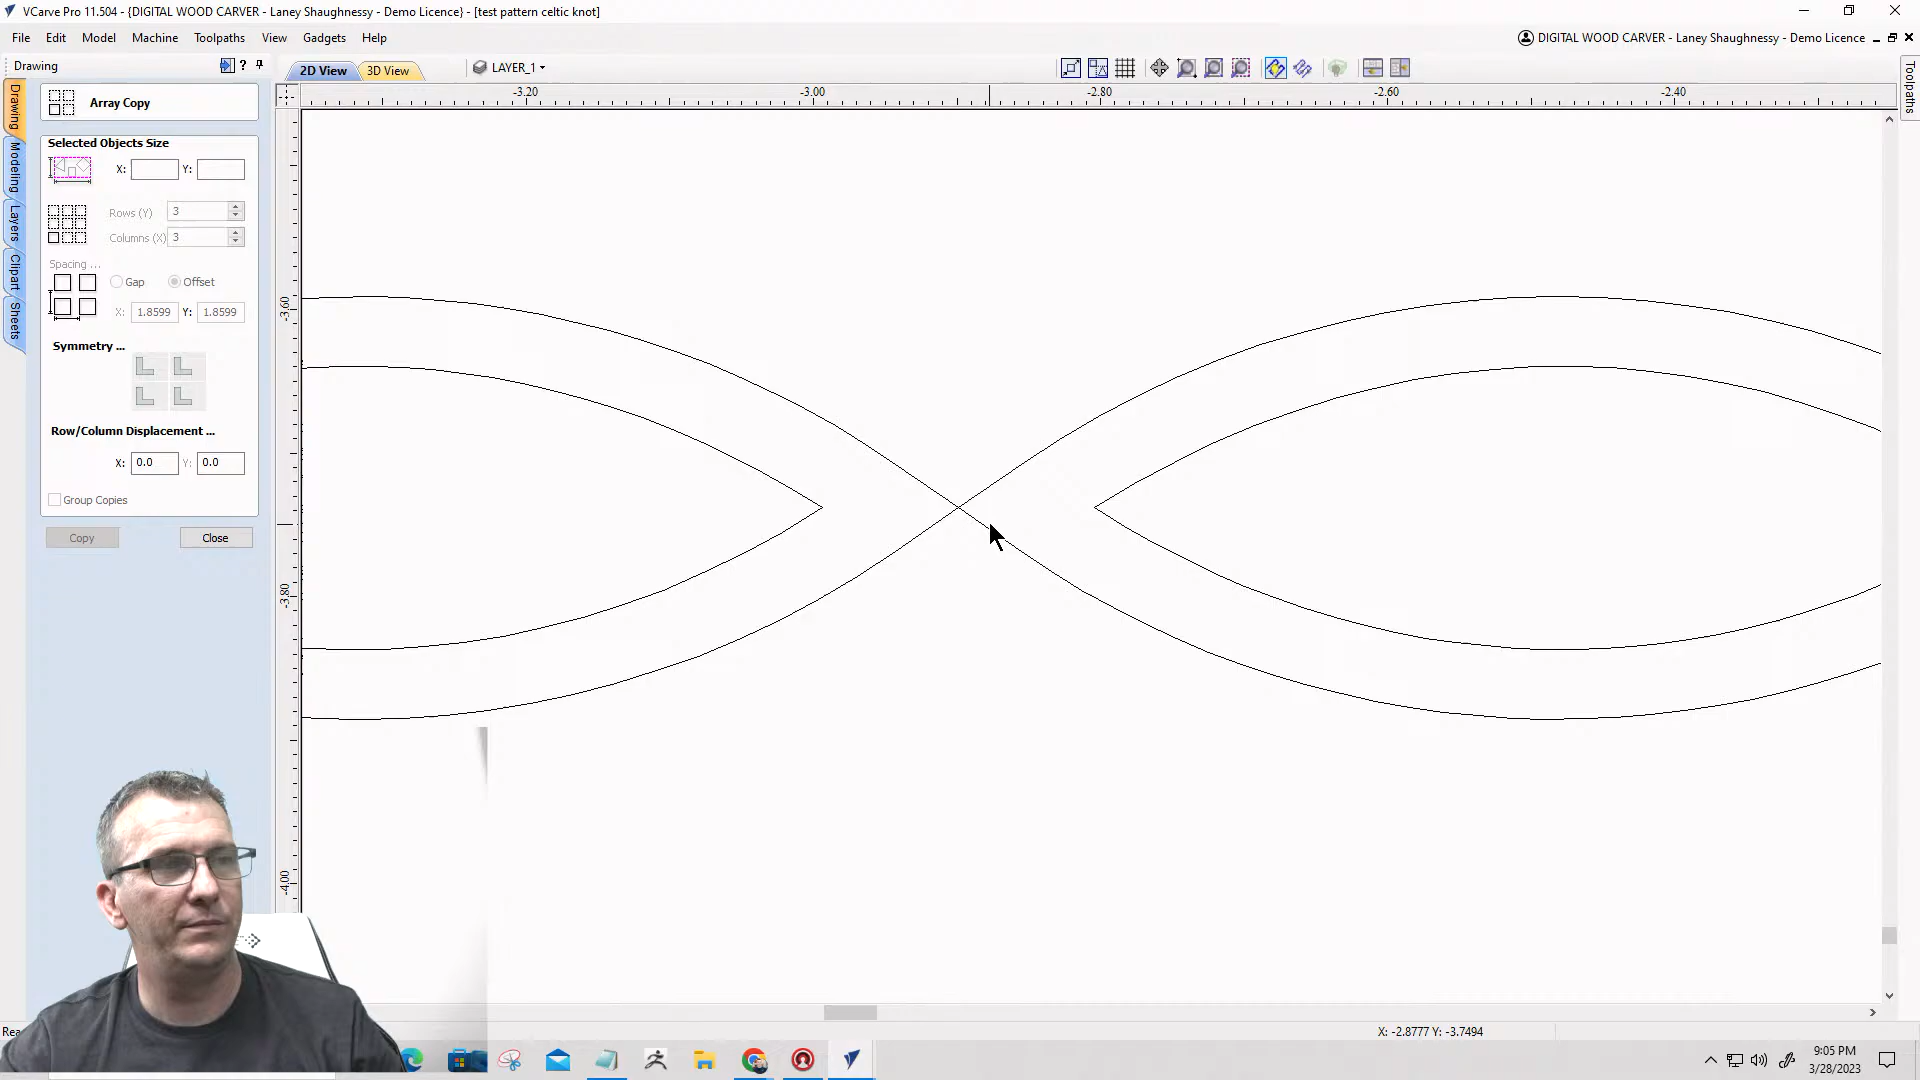 VCarve Pro 11.504 - {DIGITAL WOOD CARVER - Laney Shaughnessy - Demo Licence} - [test pattern celtic knot]
File Edit Model Machine Toolpaths View Gadgets Help
DIGITAL WOOD CARVER - Laney Shaughnessy - Demo Licence
Drawing
2D View 3D View
LAYER_1
-3.20 -3.00 -2.80 -2.60 -2.40
Toolpaths
Drawing
Modeling
Layers
Clipart
Sheets
Array Copy
Selected Objects Size
X: Y:
Rows (Y) 3
Columns (X) 3
Spacing ...
Gap Offset
X: 1.8599 Y: 1.8599
Symmetry ...
Row/Column Displacement ...
X: 0.0 Y: 0.0
Group Copies
Copy Close
-3.60
-3.80
-4.00
X: -2.8777 Y: -3.7494
9:05 PM
3/28/2023